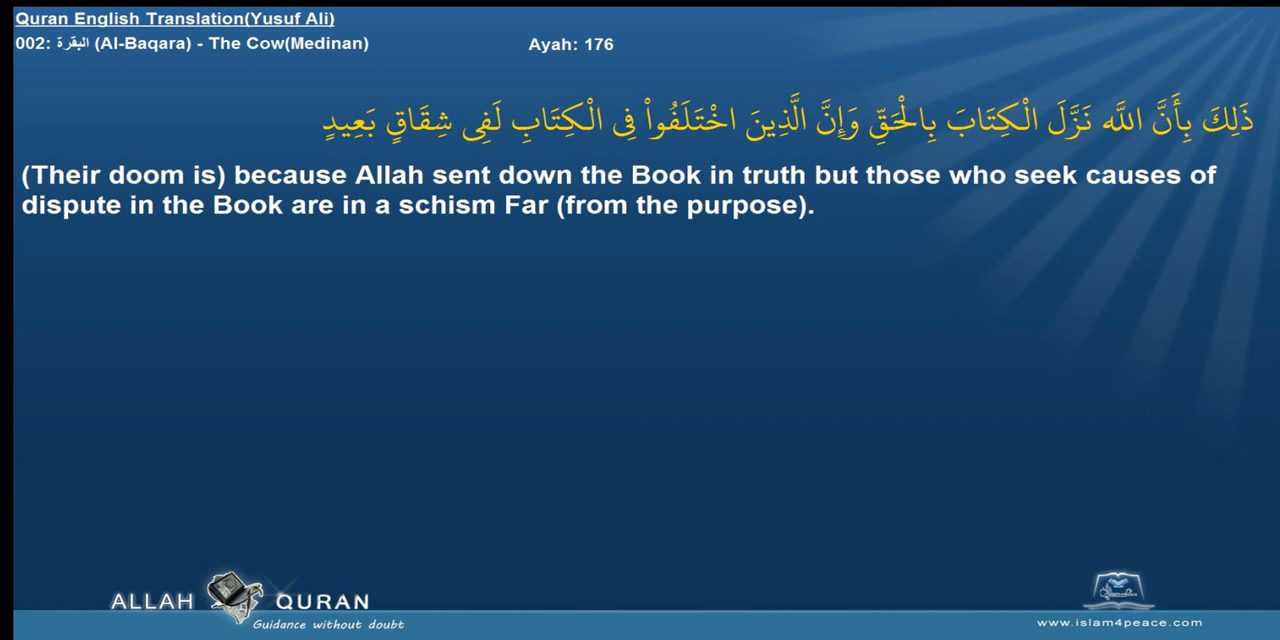 Quran English Translation(Yusuf Ali)
002: البقرة (Al-Baqara) - The Cow(Medinan) Ayah: 176
ذَلِكَ بِأَنَّ اللَّه نَزَّلَ الْكِتَابَ بِالْحَقِّ وَإِنَّ الَّذِينَ اخْتَلَفُواْ فِى الْكِتَابِ لَفِى شِقَاقٍ بَعِيدٍ
(Their doom is) because Allah sent down the Book in truth but those who seek causes of
dispute in the Book are in a schism Far (from the purpose).
ALLAH QURAN
Guidance without doubt
www.islam4peace.com